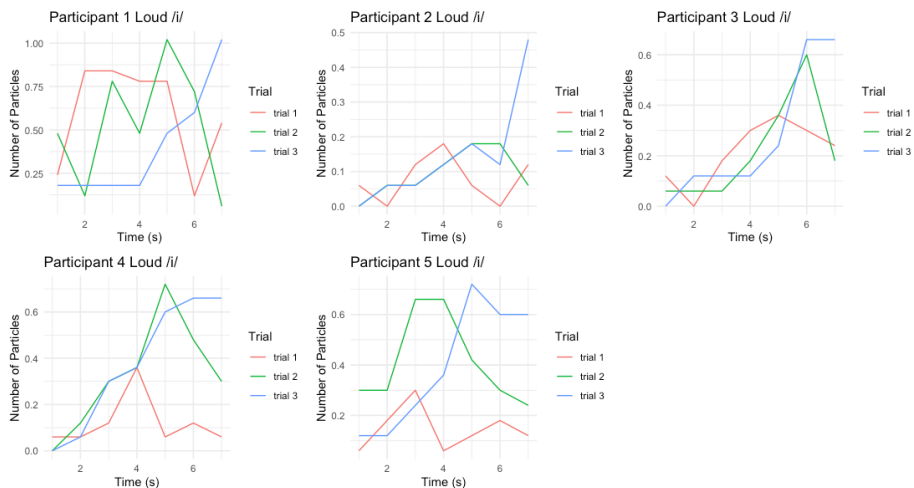 Participant 1 Loud /i/
Number of Particles
1.00
0.75
0.50
0.25
2 4 6
Time (s)
Trial
trial 1
trial 2
trial 3
Participant 2 Loud /i/
Number of Particles
0.5
0.4
0.3
0.2
0.1
0.0
2 4 6
Time (s)
Trial
trial 1
trial 2
trial 3
Participant 3 Loud /i/
Number of Particles
0.6
0.4
0.2
0.0
2 4 6
Time (s)
Trial
trial 1
trial 2
trial 3
Participant 4 Loud /i/
Number of Particles
0.6
0.4
0.2
0.0
2 4 6
Time (s)
Trial
trial 1
trial 2
trial 3
Participant 5 Loud /i/
Number of Particles
0.6
0.4
0.2
2 4 6
Time (s)
Trial
trial 1
trial 2
trial 3